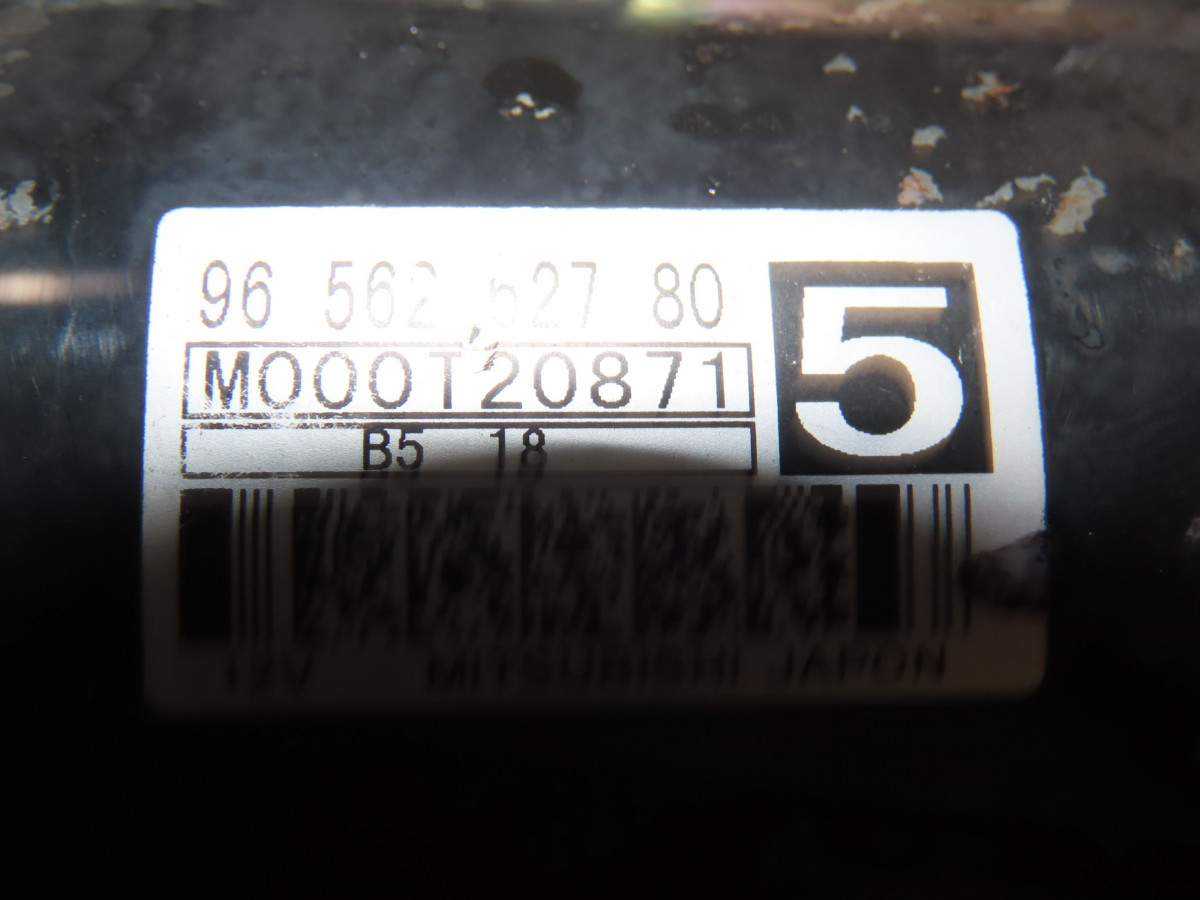 96 562 627 80
5
M000T20871
B5 18
12V MITSUBISHI JAPON